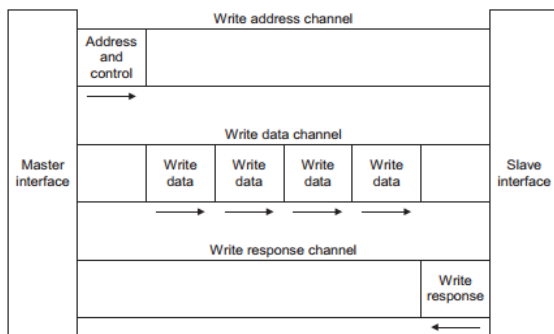 Write address channel
Address
and
control
Write data channel
Master
interface
Write
data
Write
data
Write
data
Write
data
Slave
interface
Write response channel
Write
response